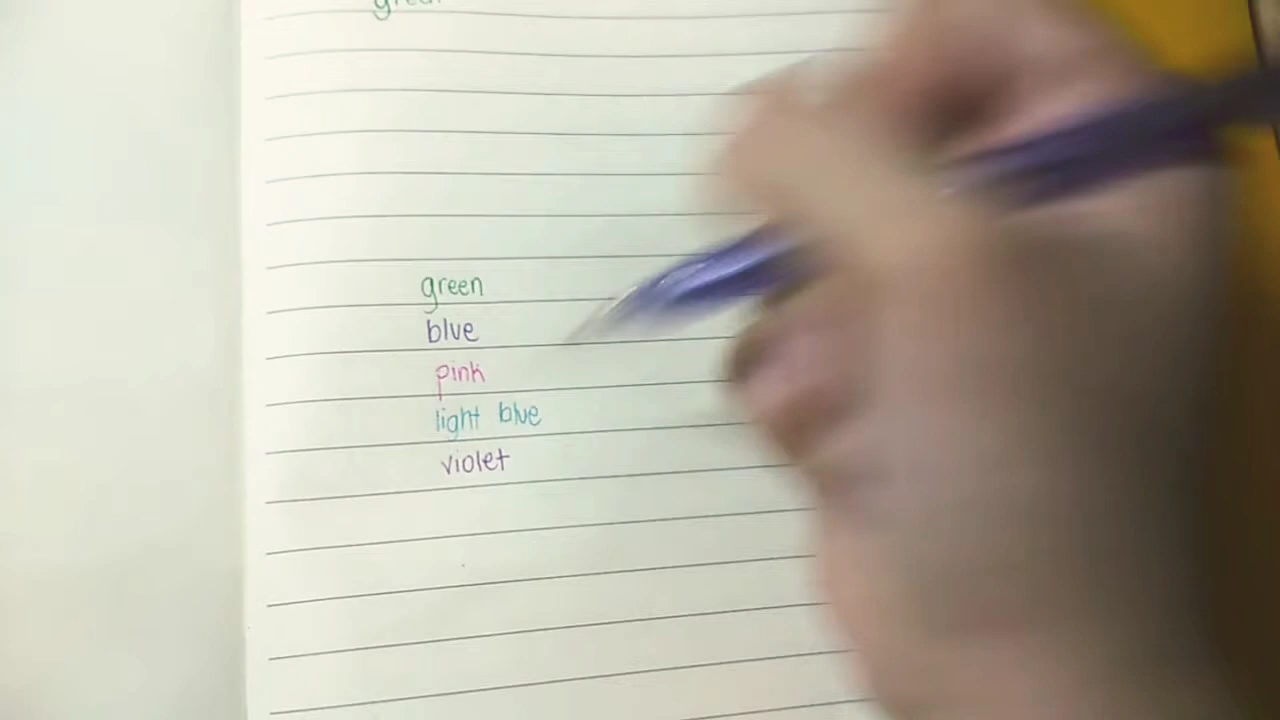 green
blue
pink
light blue
violet